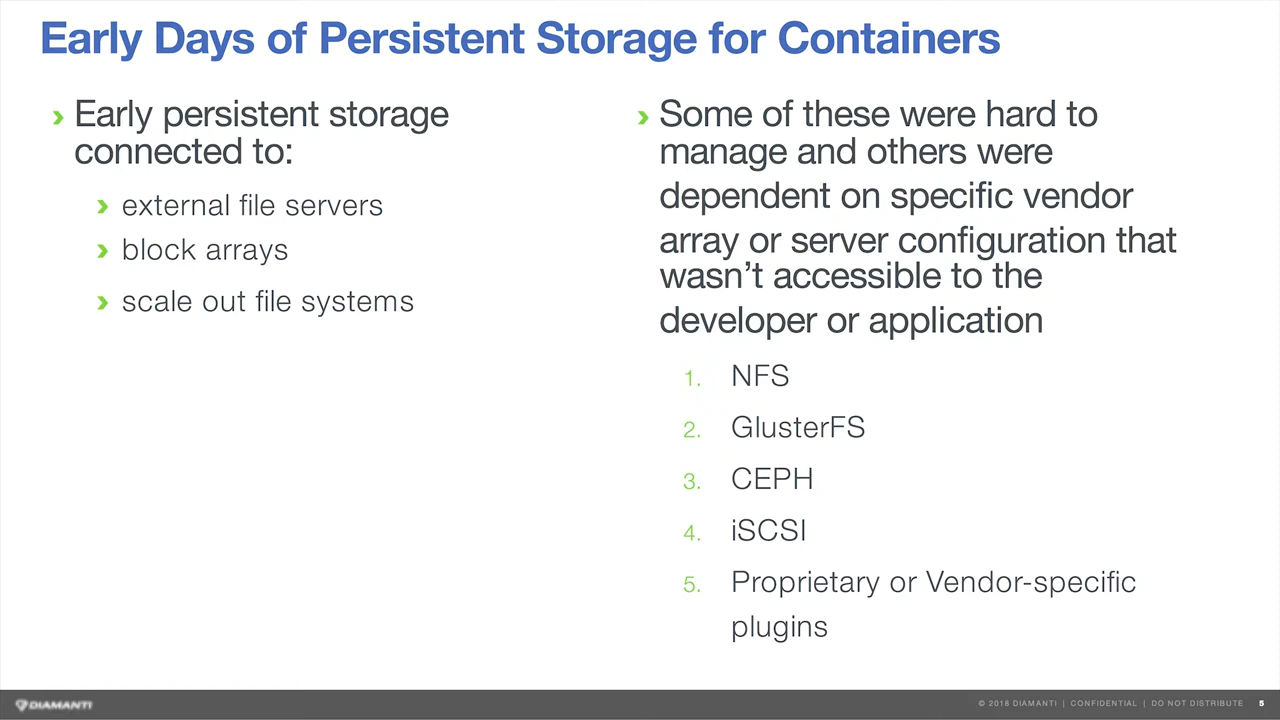 Early Days of Persistent Storage for Containers
› Early persistent storage
connected to:
› external file servers
› block arrays
› scale out file systems
› Some of these were hard to
manage and others were
dependent on specific vendor
array or server configuration that
wasn’t accessible to the
developer or application
1. NFS
2. GlusterFS
3. CEPH
4. iSCSI
5. Proprietary or Vendor-specific
plugins
DIAMANTI
© 2018 DIAMANTI | CONFIDENTIAL | DO NOT DISTRIBUTE 5